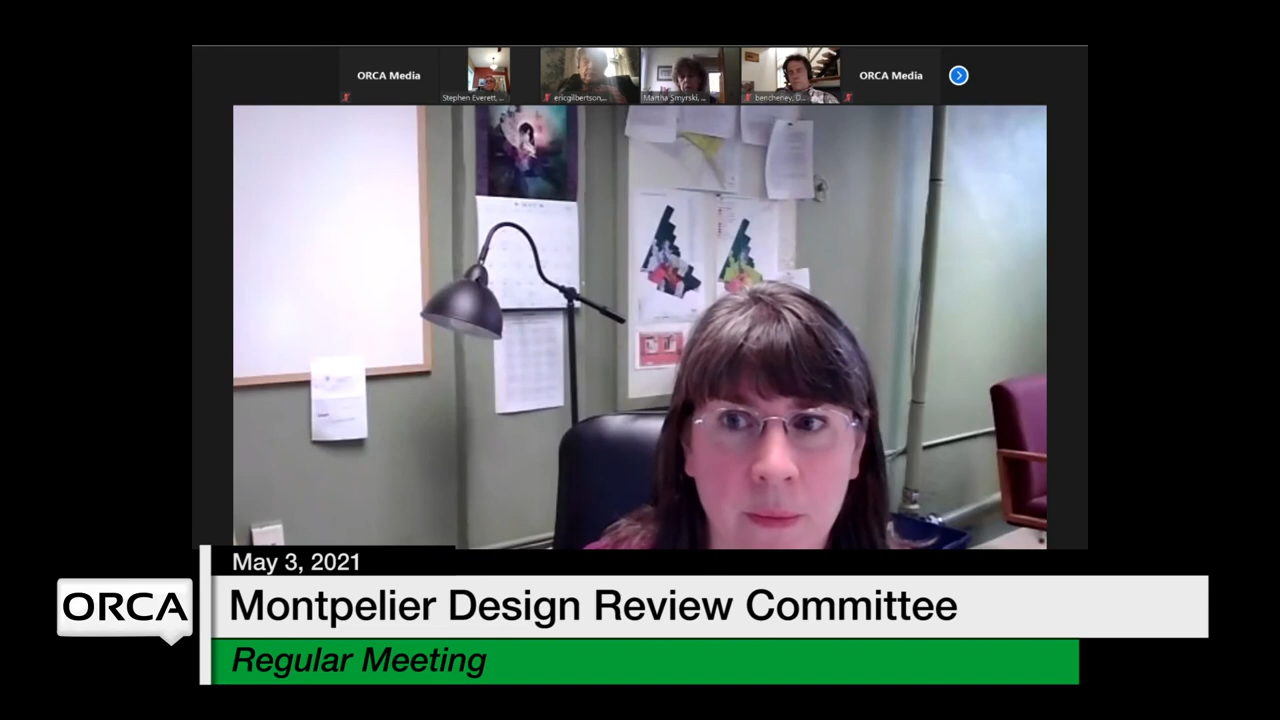 ORCA Media
Stephen Everett, ...
ericgilbertson,...
Martha Smyrski, ...
bencheney, D...
ORCA Media
May 3, 2021
ORCA
Montpelier Design Review Committee
Regular Meeting